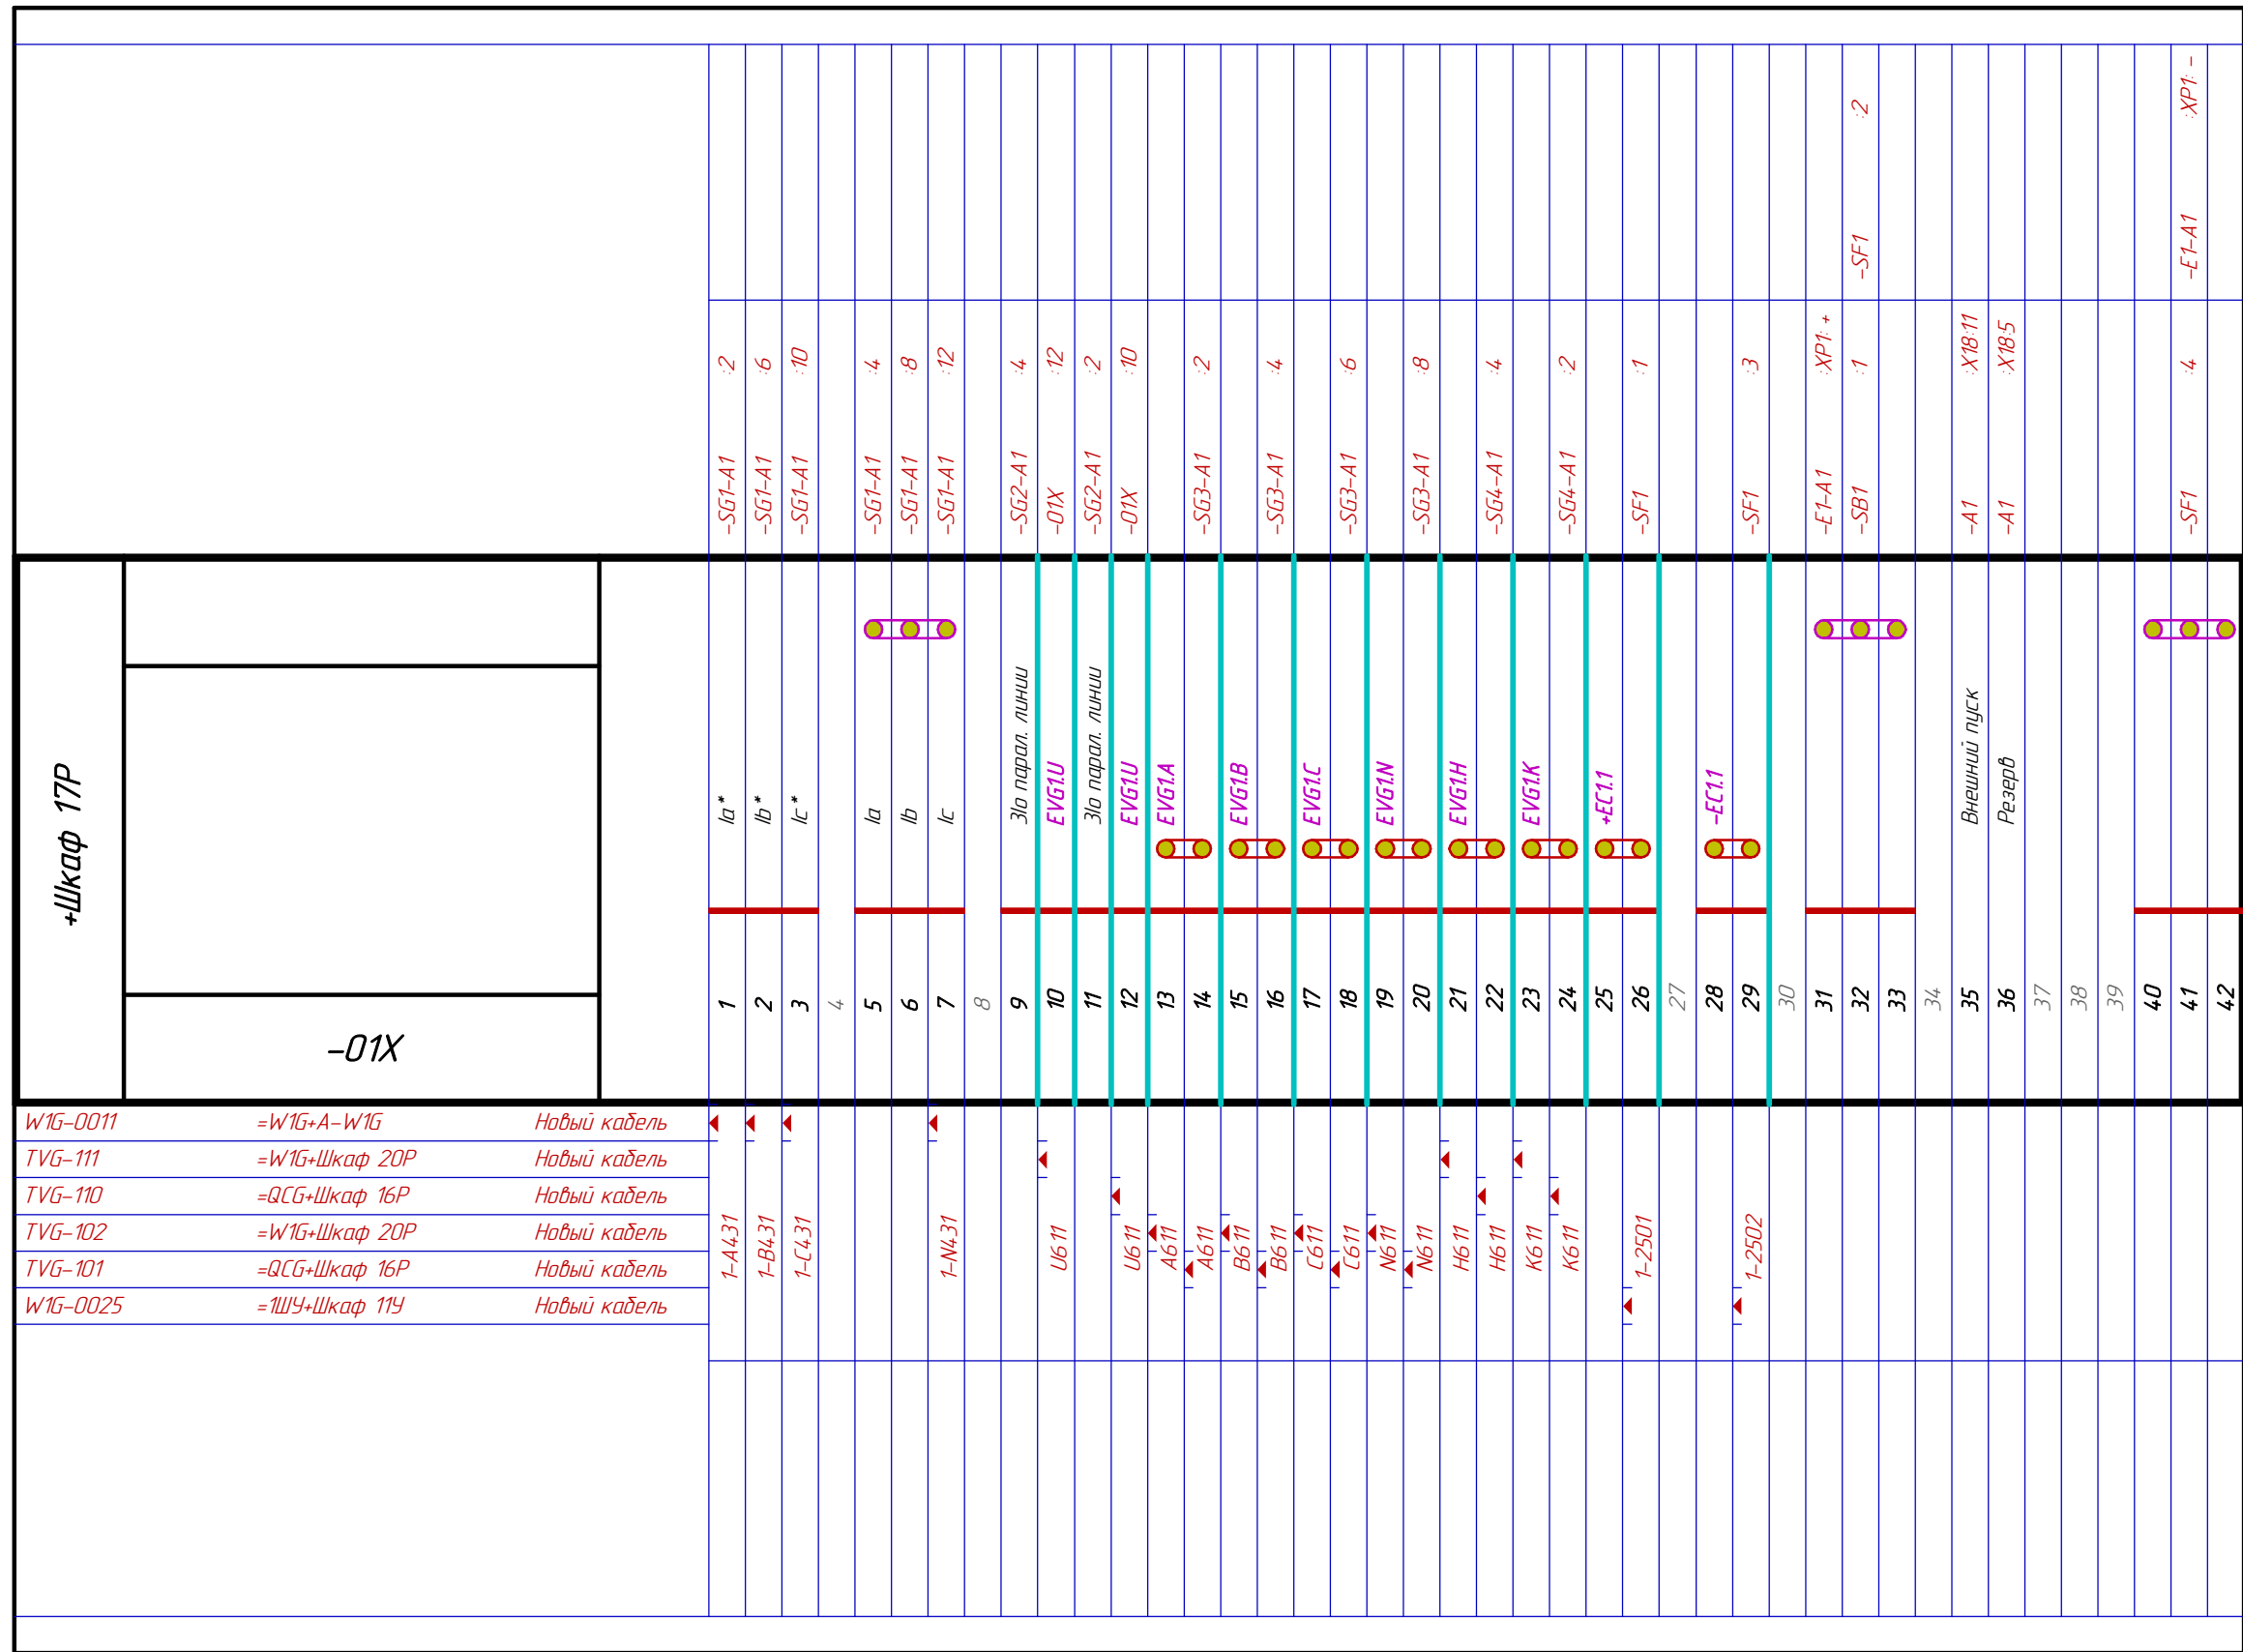 :2
:XP1: -
-SF1
-E1-A1
:2
:6
:10
:4
:8
:12
:4
:12
:2
:10
:2
:4
:6
:8
:4
:2
:1
:3
:XP1: +
:1
:X18:11
:X18:5
:4
-SG1-A1
-SG1-A1
-SG1-A1
-SG1-A1
-SG1-A1
-SG1-A1
-SG2-A1
-01X
-SG2-A1
-01X
-SG3-A1
-SG3-A1
-SG3-A1
-SG3-A1
-SG4-A1
-SG4-A1
-SF1
-SF1
-E1-A1
-SB1
-A1
-A1
-SF1
+Шкаф 17Р
-01X
Ia*
Ib*
Ic*
Ia
Ib
Ic
3Io парал. линии
EVG1.U
3Io парал. линии
EVG1.U
EVG1.A
EVG1.B
EVG1.C
EVG1.N
EVG1.H
EVG1.K
+EC1.1
-EC1.1
Внешний пуск
Резерв
1
2
3
4
5
6
7
8
9
10
11
12
13
14
15
16
17
18
19
20
21
22
23
24
25
26
27
28
29
30
31
32
33
34
35
36
37
38
39
40
41
42
W1G-0011 =W1G+A-W1G Новый кабель
TVG-111 =W1G+Шкаф 20Р Новый кабель
TVG-110 =QCG+Шкаф 16Р Новый кабель
TVG-102 =W1G+Шкаф 20Р Новый кабель
TVG-101 =QCG+Шкаф 16Р Новый кабель
W1G-0025 =1ШУ+Шкаф 11У Новый кабель
1-A431
1-B431
1-C431
1-N431
U611
U611
A611
A611
B611
B611
C611
C611
N611
N611
H611
H611
K611
K611
1-2501
1-2502